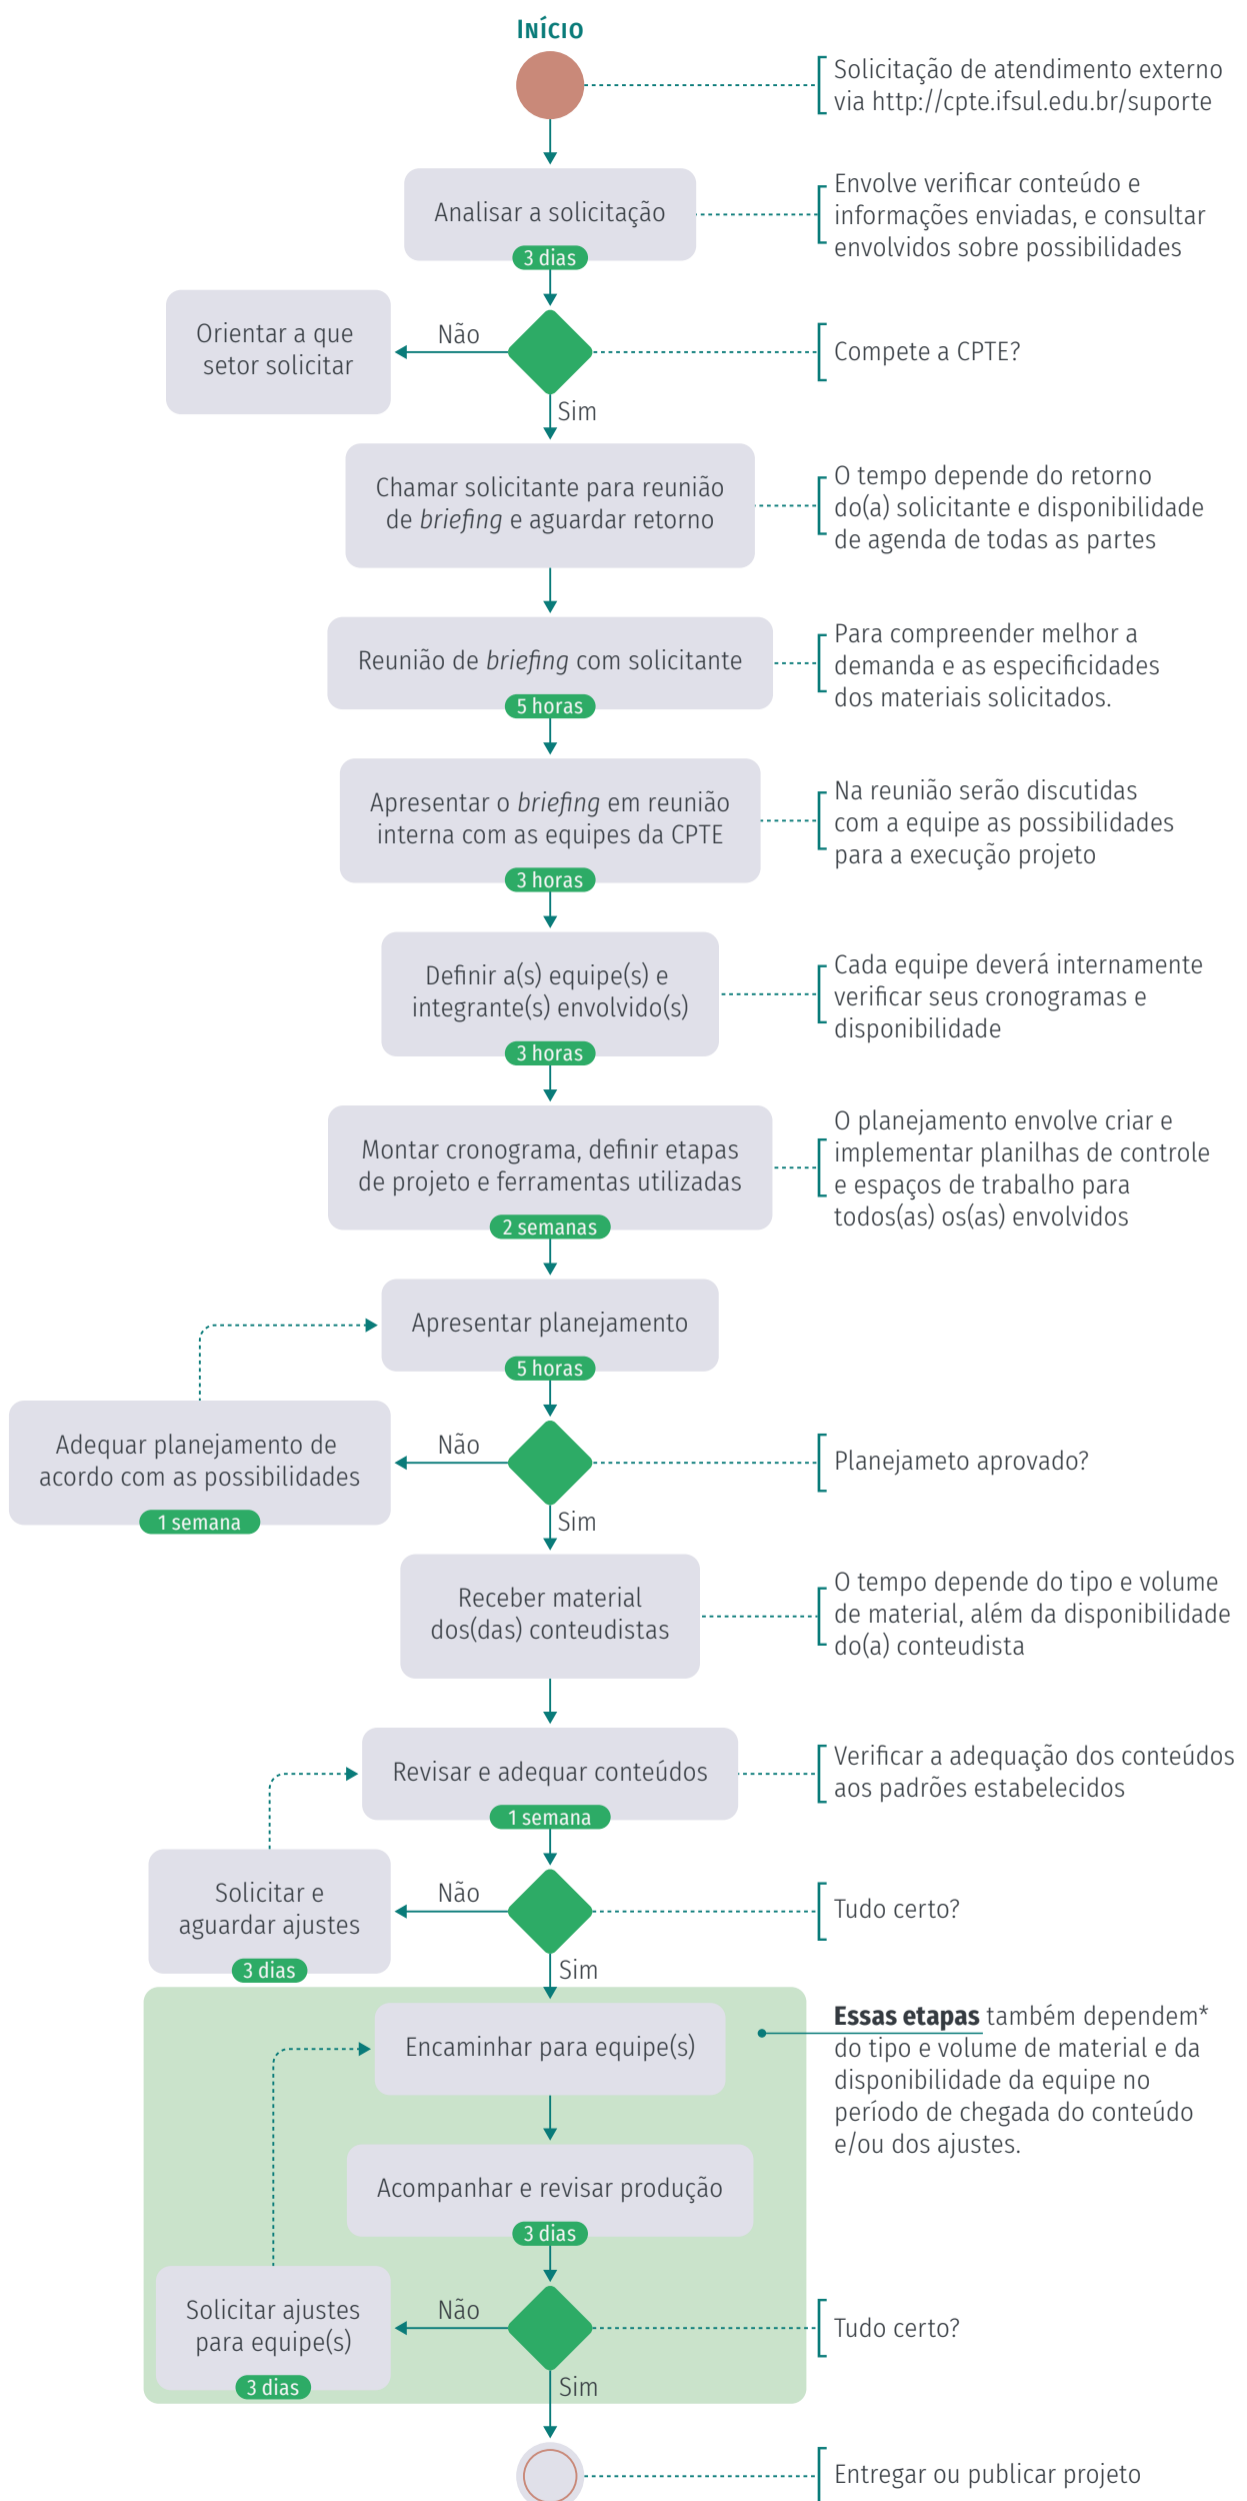 INÍCIO
Solicitação de atendimento externo
via http://cpte.ifsul.edu.br/suporte
Analisar a solicitação
3 dias
Envolve verificar conteúdo e
informações enviadas, e consultar
envolvidos sobre possibilidades
Orientar a que
setor solicitar
Não
Compete a CPTE?
Sim
Chamar solicitante para reunião
de briefing e aguardar retorno
O tempo depende do retorno
do(a) solicitante e disponibilidade
de agenda de todas as partes
Reunião de briefing com solicitante
5 horas
Para compreender melhor a
demanda e as especificidades
dos materiais solicitados.
Apresentar o briefing em reunião
interna com as equipes da CPTE
3 horas
Na reunião serão discutidas
com a equipe as possibilidades
para a execução projeto
Definir a(s) equipe(s) e
integrante(s) envolvido(s)
3 horas
Cada equipe deverá internamente
verificar seus cronogramas e
disponibilidade
Montar cronograma, definir etapas
de projeto e ferramentas utilizadas
2 semanas
O planejamento envolve criar e
implementar planilhas de controle
e espaços de trabalho para
todos(as) os(as) envolvidos
Apresentar planejamento
5 horas
Adequar planejamento de
acordo com as possibilidades
1 semana
Não
Planejameto aprovado?
Sim
Receber material
dos(das) conteudistas
O tempo depende do tipo e volume
de material, além da disponibilidade
do(a) conteudista
Revisar e adequar conteúdos
1 semana
Verificar a adequação dos conteúdos
aos padrões estabelecidos
Solicitar e
aguardar ajustes
3 dias
Não
Tudo certo?
Sim
Encaminhar para equipe(s)
Essas etapas também dependem*
do tipo e volume de material e da
disponibilidade da equipe no
período de chegada do conteúdo
e/ou dos ajustes.
Acompanhar e revisar produção
3 dias
Solicitar ajustes
para equipe(s)
3 dias
Não
Tudo certo?
Sim
Entregar ou publicar projeto